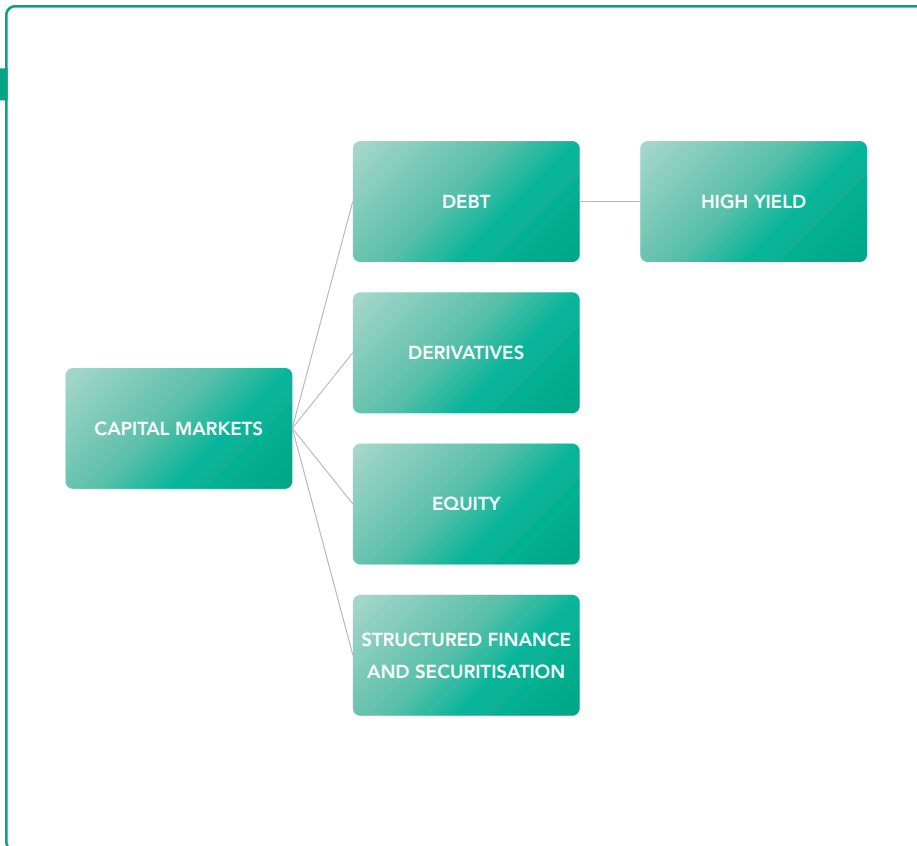 DEBT
HIGH YIELD
DERIVATIVES
CAPITAL MARKETS
EQUITY
STRUCTURED FINANCE
AND SECURITISATION